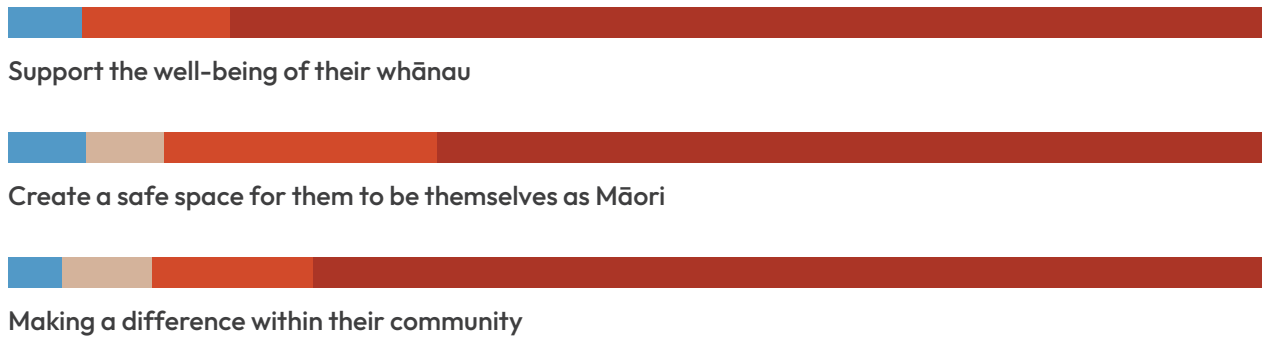 Support the well-being of their whānau
Create a safe space for them to be themselves as Māori
Making a difference within their community